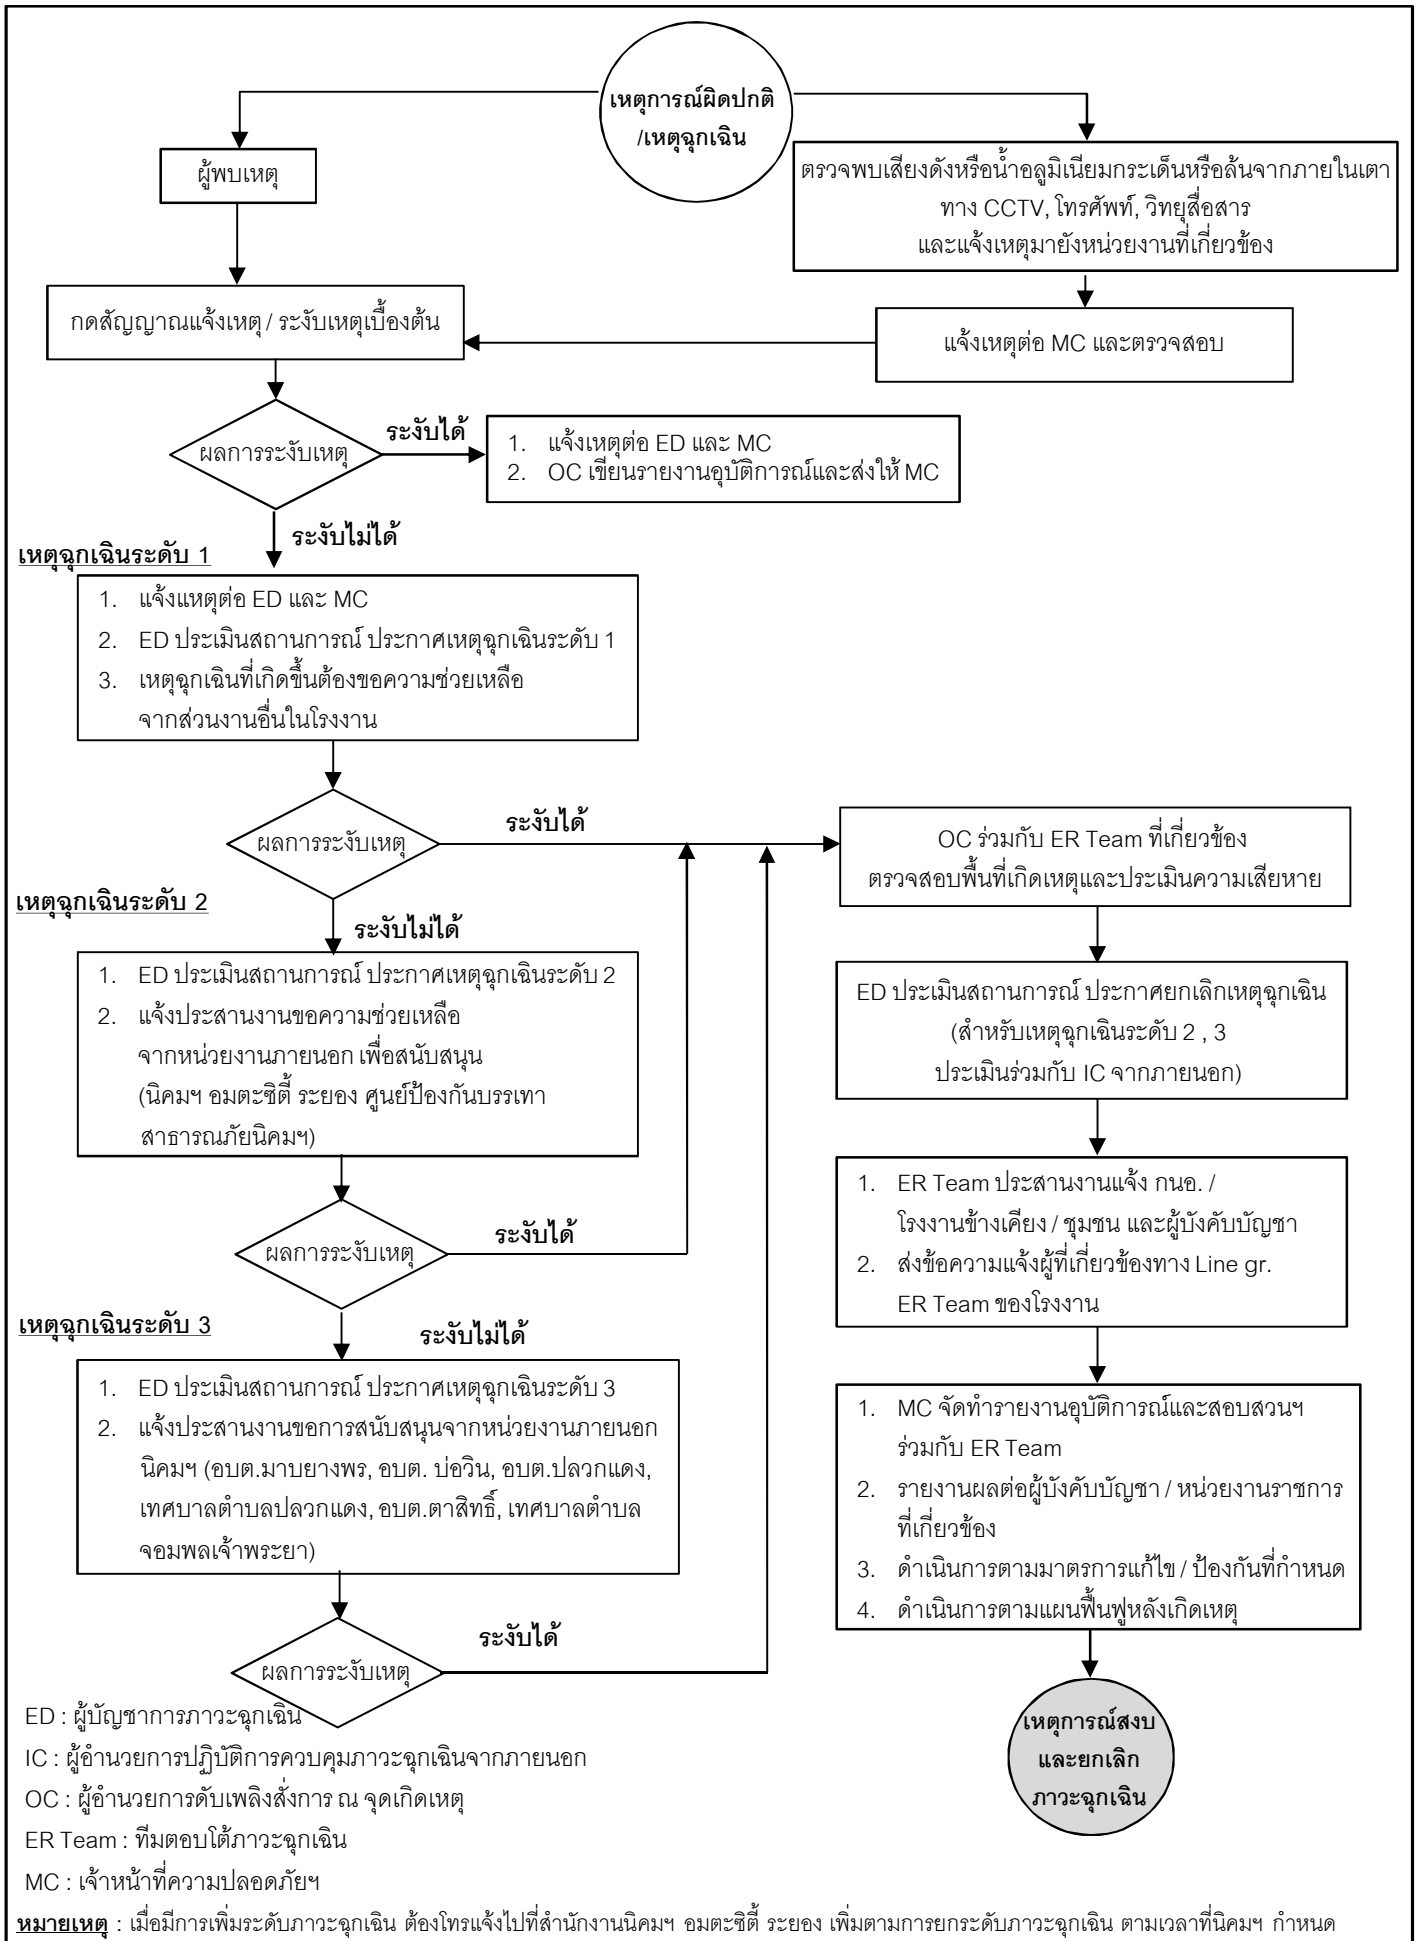 เหตุการณ์ผิดปกติ
/เหตุฉุกเฉิน
ผู้พบเหตุ
ตรวจพบเสียงดังหรือน้ำอลูมิเนียมกระเด็นหรือล้นจากภายในเตา
ทาง CCTV, โทรศัพท์, วิทยุสื่อสาร
และแจ้งเหตุมายังหน่วยงานที่เกี่ยวข้อง
กดสัญญาณแจ้งเหตุ / ระงับเหตุเบื้องต้น
แจ้งเหตุต่อ MC และตรวจสอบ
ผลการระงับเหตุ
ระงับได้
1. แจ้งเหตุต่อ ED และ MC
2. OC เขียนรายงานอุบัติการณ์และส่งให้ MC
ระงับไม่ได้
เหตุฉุกเฉินระดับ 1
1. แจ้งแหตุต่อ ED และ MC
2. ED ประเมินสถานการณ์ ประกาศเหตุฉุกเฉินระดับ 1
3. เหตุฉุกเฉินที่เกิดขึ้นต้องขอความช่วยเหลือ
จากส่วนงานอื่นในโรงงาน
ผลการระงับเหตุ
ระงับได้
OC ร่วมกับ ER Team ที่เกี่ยวข้อง
ตรวจสอบพื้นที่เกิดเหตุและประเมินความเสียหาย
เหตุฉุกเฉินระดับ 2
ระงับไม่ได้
1. ED ประเมินสถานการณ์ ประกาศเหตุฉุกเฉินระดับ 2
2. แจ้งประสานงานขอความช่วยเหลือ
จากหน่วยงานภายนอก เพื่อสนับสนุน
(นิคมฯ อมตะซิตี้ ระยอง ศูนย์ป้องกันบรรเทา
สาธารณภัยนิคมฯ)
ED ประเมินสถานการณ์ ประกาศยกเลิกเหตุฉุกเฉิน
(สำหรับเหตุฉุกเฉินระดับ 2 , 3
ประเมินร่วมกับ IC จากภายนอก)
1. ER Team ประสานงานแจ้ง กนอ. /
โรงงานข้างเคียง / ชุมชน และผู้บังคับบัญชา
2. ส่งข้อความแจ้งผู้ที่เกี่ยวข้องทาง Line gr.
ER Team ของโรงงาน
ผลการระงับเหตุ
ระงับได้
เหตุฉุกเฉินระดับ 3
ระงับไม่ได้
1. ED ประเมินสถานการณ์ ประกาศเหตุฉุกเฉินระดับ 3
2. แจ้งประสานงานขอการสนับสนุนจากหน่วยงานภายนอก
นิคมฯ (อบต.มาบยางพร, อบต. บ่อวิน, อบต.ปลวกแดง,
เทศบาลตำบลปลวกแดง, อบต.ตาสิทธิ์, เทศบาลตำบล
จอมพลเจ้าพระยา)
1. MC จัดทำรายงานอุบัติการณ์และสอบสวนฯ
ร่วมกับ ER Team
2. รายงานผลต่อผู้บังคับบัญชา / หน่วยงานราชการ
ที่เกี่ยวข้อง
3. ดำเนินการตามมาตรการแก้ไข / ป้องกันที่กำหนด
4. ดำเนินการตามแผนฟื้นฟูหลังเกิดเหตุ
ผลการระงับเหตุ
ระงับได้
เหตุการณ์สงบ
และยกเลิก
ภาวะฉุกเฉิน
ED : ผู้บัญชาการภาวะฉุกเฉิน
IC : ผู้อำนวยการปฏิบัติการควบคุมภาวะฉุกเฉินจากภายนอก
OC : ผู้อำนวยการดับเพลิงสั่งการ ณ จุดเกิดเหตุ
ER Team : ทีมตอบโต้ภาวะฉุกเฉิน
MC : เจ้าหน้าที่ความปลอดภัยฯ
หมายเหตุ : เมื่อมีการเพิ่มระดับภาวะฉุกเฉิน ต้องโทรแจ้งไปที่สำนักงานนิคมฯ อมตะซิตี้ ระยอง เพิ่มตามการยกระดับภาวะฉุกเฉิน ตามเวลาที่นิคมฯ กำหนด